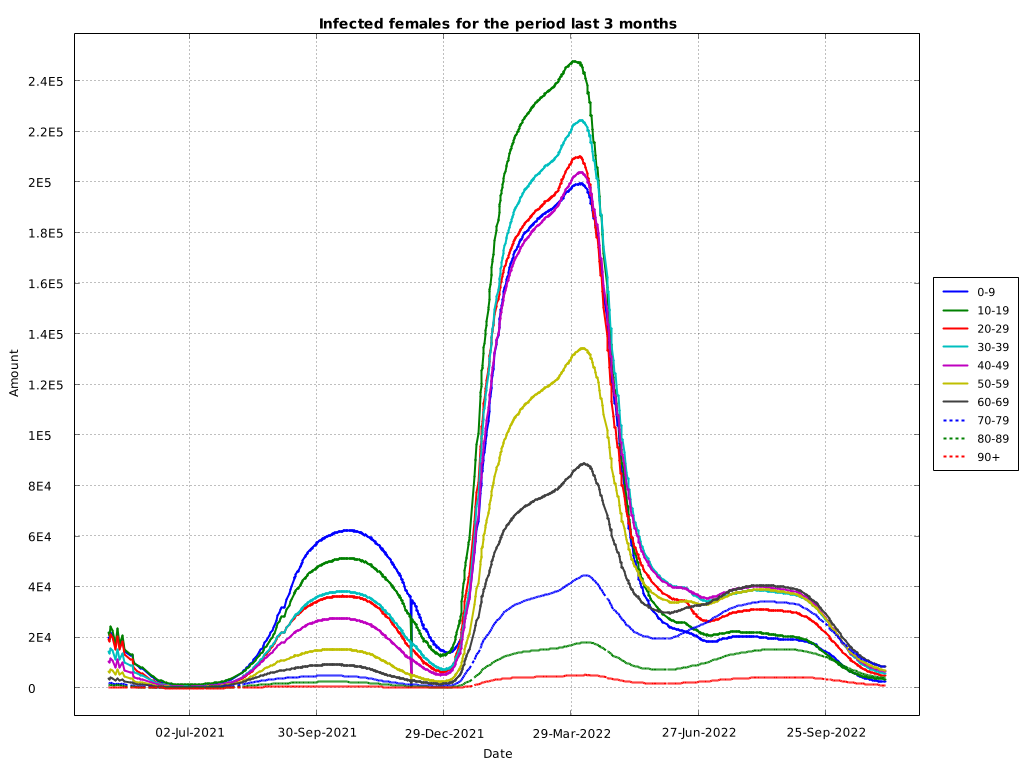 Infected females for the period last 3 months
2.4E5
2.2E5
2E5
1.8E5
1.6E5
1.4E5
1.2E5
1E5
8E4
6E4
4E4
2E4
0
Amount
02-Jul-2021
30-Sep-2021
29-Dec-2021
29-Mar-2022
27-Jun-2022
25-Sep-2022
Date
0-9
10-19
20-29
30-39
40-49
50-59
60-69
70-79
80-89
90+